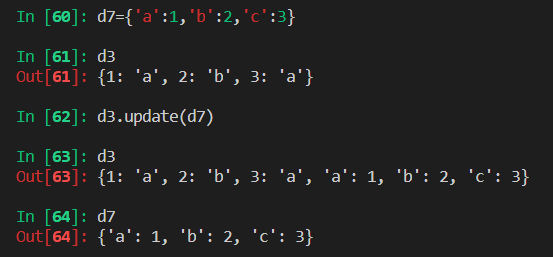 In [60]: d7={'a':1,'b':2,'c':3}
In [61]: d3
Out[61]: {1: 'a', 2: 'b', 3: 'a'}
In [62]: d3.update(d7)
In [63]: d3
Out[63]: {1: 'a', 2: 'b', 3: 'a', 'a': 1, 'b': 2, 'c': 3}
In [64]: d7
Out[64]: {'a': 1, 'b': 2, 'c': 3}